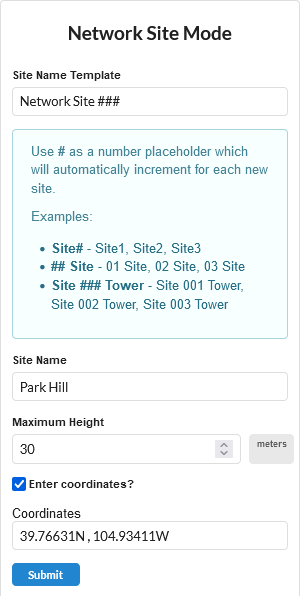 Network Site Mode
Site Name Template
Network Site ###
Use # as a number placeholder which
will automatically increment for each new
site.
Examples:
• Site# - Site1, Site2, Site3
• ## Site - 01 Site, 02 Site, 03 Site
• Site ### Tower - Site 001 Tower,
Site 002 Tower, Site 003 Tower
Site Name
Park Hill
Maximum Height
30
meters
Enter coordinates?
Coordinates
39.76631N , 104.93411W
Submit